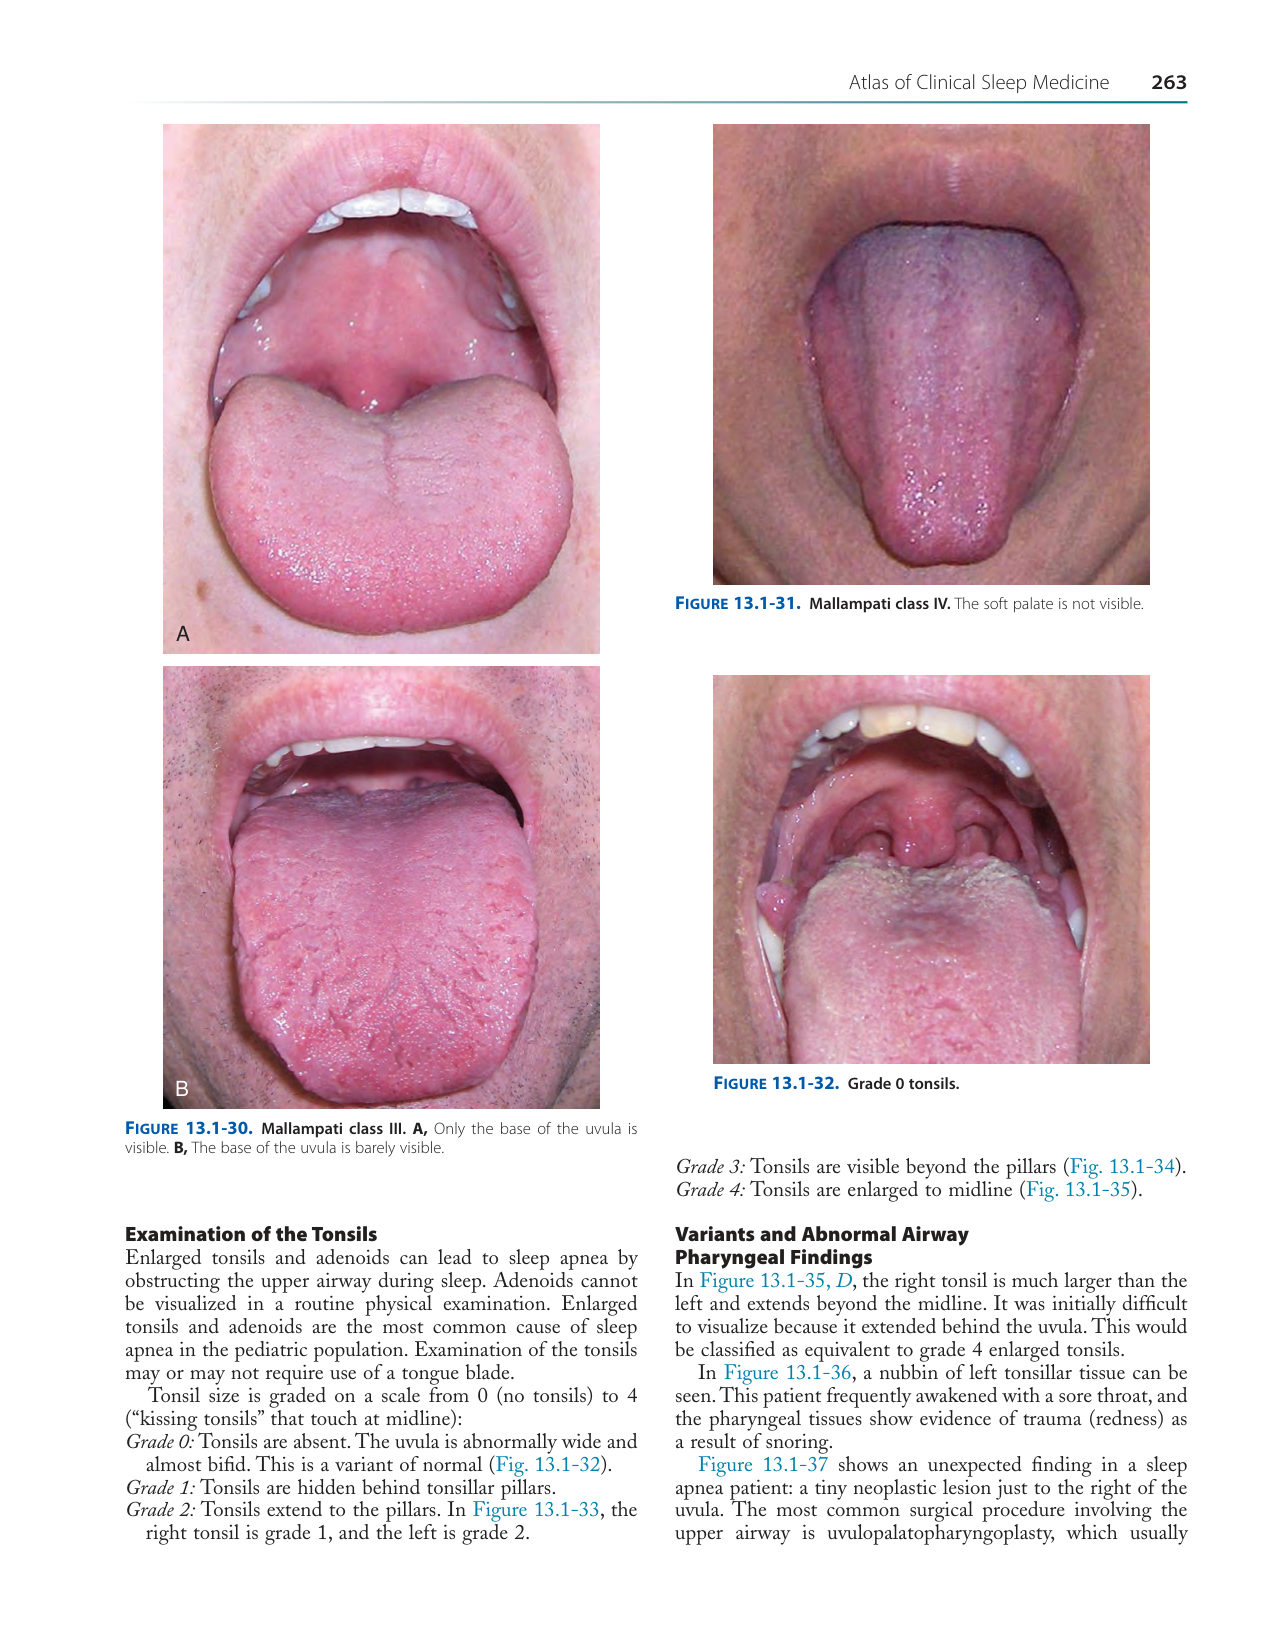 Atlas of Clinical Sleep Medicine 263
A
B
FIGURE 13.1-30. Mallampati class III. A, Only the base of the uvula is
visible. B, The base of the uvula is barely visible.
Examination of the Tonsils
Enlarged tonsils and adenoids can lead to sleep apnea by
obstructing the upper airway during sleep. Adenoids cannot
be visualized in a routine physical examination. Enlarged
tonsils and adenoids are the most common cause of sleep
apnea in the pediatric population. Examination of the tonsils
may or may not require use of a tongue blade.
Tonsil size is graded on a scale from 0 (no tonsils) to 4
(“kissing tonsils” that touch at midline):
Grade 0: Tonsils are absent. The uvula is abnormally wide and
almost bifid. This is a variant of normal (Fig. 13.1-32).
Grade 1: Tonsils are hidden behind tonsillar pillars.
Grade 2: Tonsils extend to the pillars. In Figure 13.1-33, the
right tonsil is grade 1, and the left is grade 2.
FIGURE 13.1-31. Mallampati class IV. The soft palate is not visible.
FIGURE 13.1-32. Grade 0 tonsils.
Grade 3: Tonsils are visible beyond the pillars (Fig. 13.1-34).
Grade 4: Tonsils are enlarged to midline (Fig. 13.1-35).
Variants and Abnormal Airway
Pharyngeal Findings
In Figure 13.1-35, D, the right tonsil is much larger than the
left and extends beyond the midline. It was initially difficult
to visualize because it extended behind the uvula. This would
be classified as equivalent to grade 4 enlarged tonsils.
In Figure 13.1-36, a nubbin of left tonsillar tissue can be
seen. This patient frequently awakened with a sore throat, and
the pharyngeal tissues show evidence of trauma (redness) as
a result of snoring.
Figure 13.1-37 shows an unexpected finding in a sleep
apnea patient: a tiny neoplastic lesion just to the right of the
uvula. The most common surgical procedure involving the
upper airway is uvulopalatopharyngoplasty, which usually